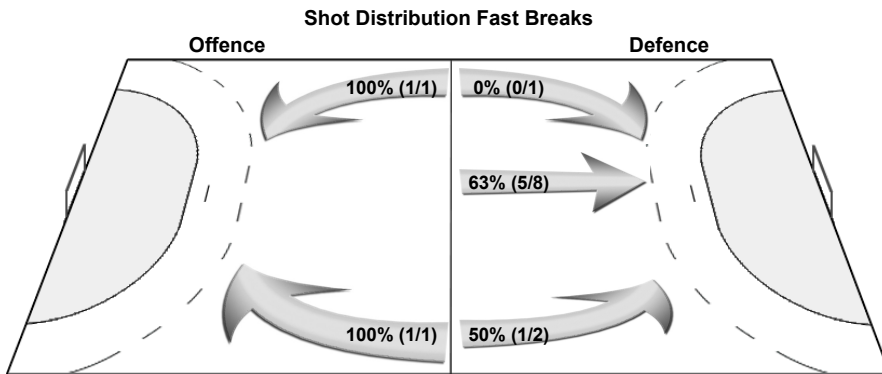 Shot Distribution Fast Breaks
Offence
Defence
100% (1/1)
0% (0/1)
63% (5/8)
100% (1/1)
50% (1/2)